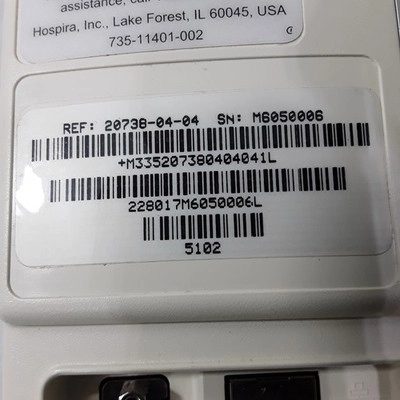 assistance, call
Hospira, Inc., Lake Forest, IL 60045, USA
735-11401-002
REF: 20738-04-04 SN: M6050006
+M335207380404041L
228017M6050006L
5102